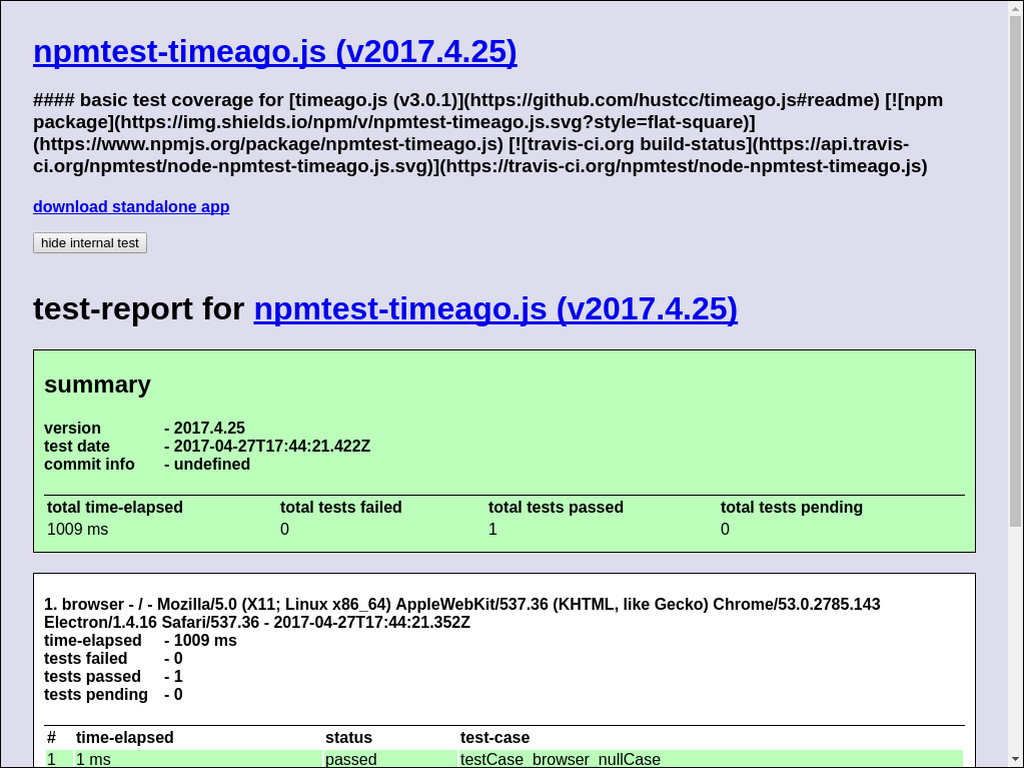 npmtest-timeago.js (v2017.4.25)
#### basic test coverage for [timeago.js (v3.0.1)](https://github.com/hustcc/timeago.js#readme) [![npm
package](https://img.shields.io/npm/v/npmtest-timeago.js.svg?style=flat-square)]
(https://www.npmjs.org/package/npmtest-timeago.js) [![travis-ci.org build-status](https://api.travis-
ci.org/npmtest/node-npmtest-timeago.js.svg)](https://travis-ci.org/npmtest/node-npmtest-timeago.js)
download standalone app
hide internal test
test-report for npmtest-timeago.js (v2017.4.25)
summary
version - 2017.4.25
test date - 2017-04-27T17:44:21.422Z
commit info - undefined
total time-elapsed total tests failed total tests passed total tests pending
1009 ms 0 1 0
1. browser - / - Mozilla/5.0 (X11; Linux x86_64) AppleWebKit/537.36 (KHTML, like Gecko) Chrome/53.0.2785.143
Electron/1.4.16 Safari/537.36 - 2017-04-27T17:44:21.352Z
time-elapsed - 1009 ms
tests failed - 0
tests passed - 1
tests pending - 0
# time-elapsed status test-case
1 1 ms passed testCase_browser_nullCase